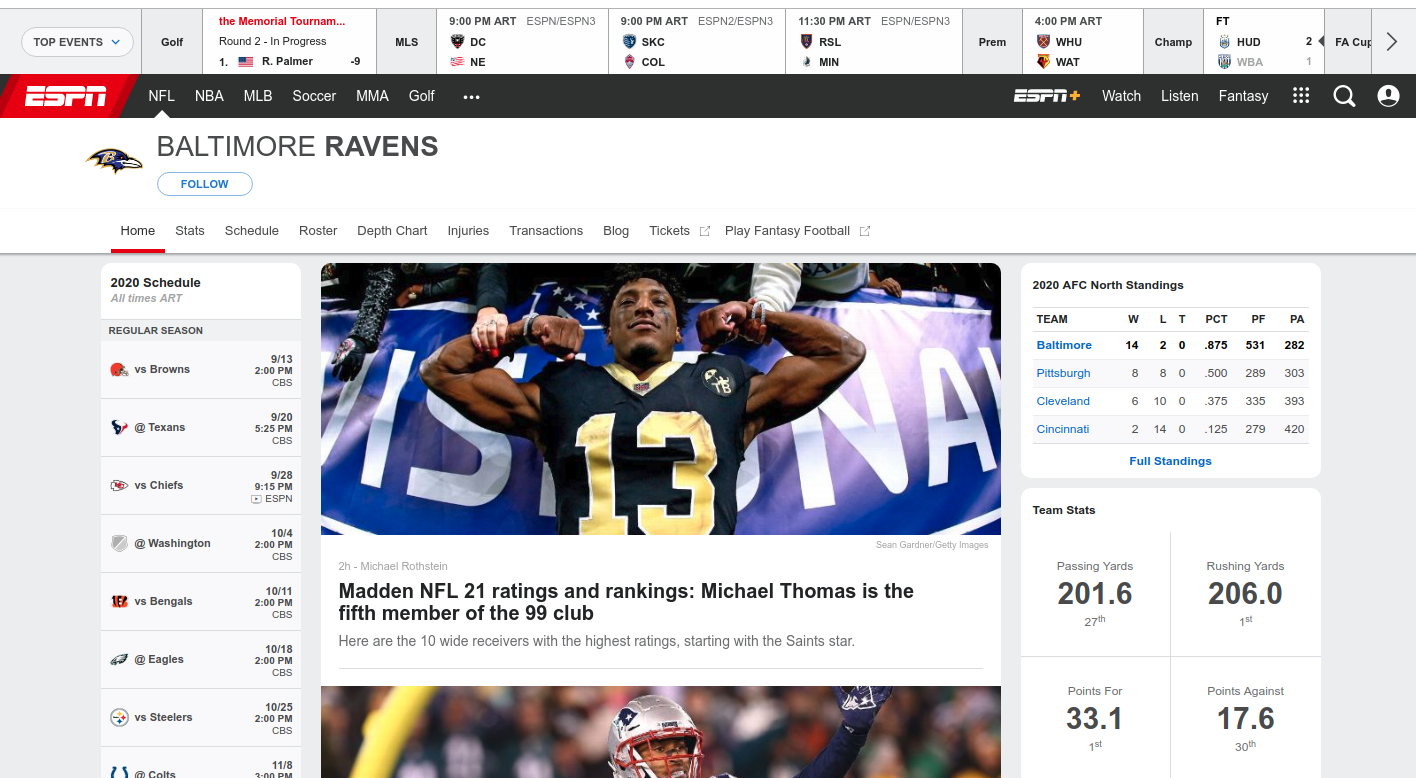 TOP EVENTS
Golf
the Memorial Tournam...
Round 2 - In Progress
1. R. Palmer -9
MLS
9:00 PM ART ESPN/ESPN3
DC
NE
9:00 PM ART ESPN2/ESPN3
SKC
COL
11:30 PM ART ESPN/ESPN3
RSL
MIN
Prem
4:00 PM ART
WHU
WAT
Champ
FT
HUD 2
WBA 1
FA Cup
ESPN
NFL NBA MLB Soccer MMA Golf ...
ESPN+ Watch Listen Fantasy
BALTIMORE RAVENS
FOLLOW
Home Stats Schedule Roster Depth Chart Injuries Transactions Blog Tickets Play Fantasy Football
2020 Schedule
All times ART
REGULAR SEASON
vs Browns 9/13
2:00 PM
CBS
@ Texans 9/20
5:25 PM
CBS
vs Chiefs 9/28
9:15 PM
ESPN
@ Washington 10/4
2:00 PM
CBS
vs Bengals 10/11
2:00 PM
CBS
@ Eagles 10/18
2:00 PM
CBS
vs Steelers 10/25
2:00 PM
CBS
@ Colts 11/8
3:00 PM
13
Sean Gardner/Getty Images
2h - Michael Rothstein
Madden NFL 21 ratings and rankings: Michael Thomas is the
fifth member of the 99 club
Here are the 10 wide receivers with the highest ratings, starting with the Saints star.
2020 AFC North Standings
TEAM W L T PCT PF PA
Baltimore 14 2 0 .875 531 282
Pittsburgh 8 8 0 .500 289 303
Cleveland 6 10 0 .375 335 393
Cincinnati 2 14 0 .125 279 420
Full Standings
Team Stats
Passing Yards
201.6
27th
Rushing Yards
206.0
1st
Points For
33.1
1st
Points Against
17.6
30th